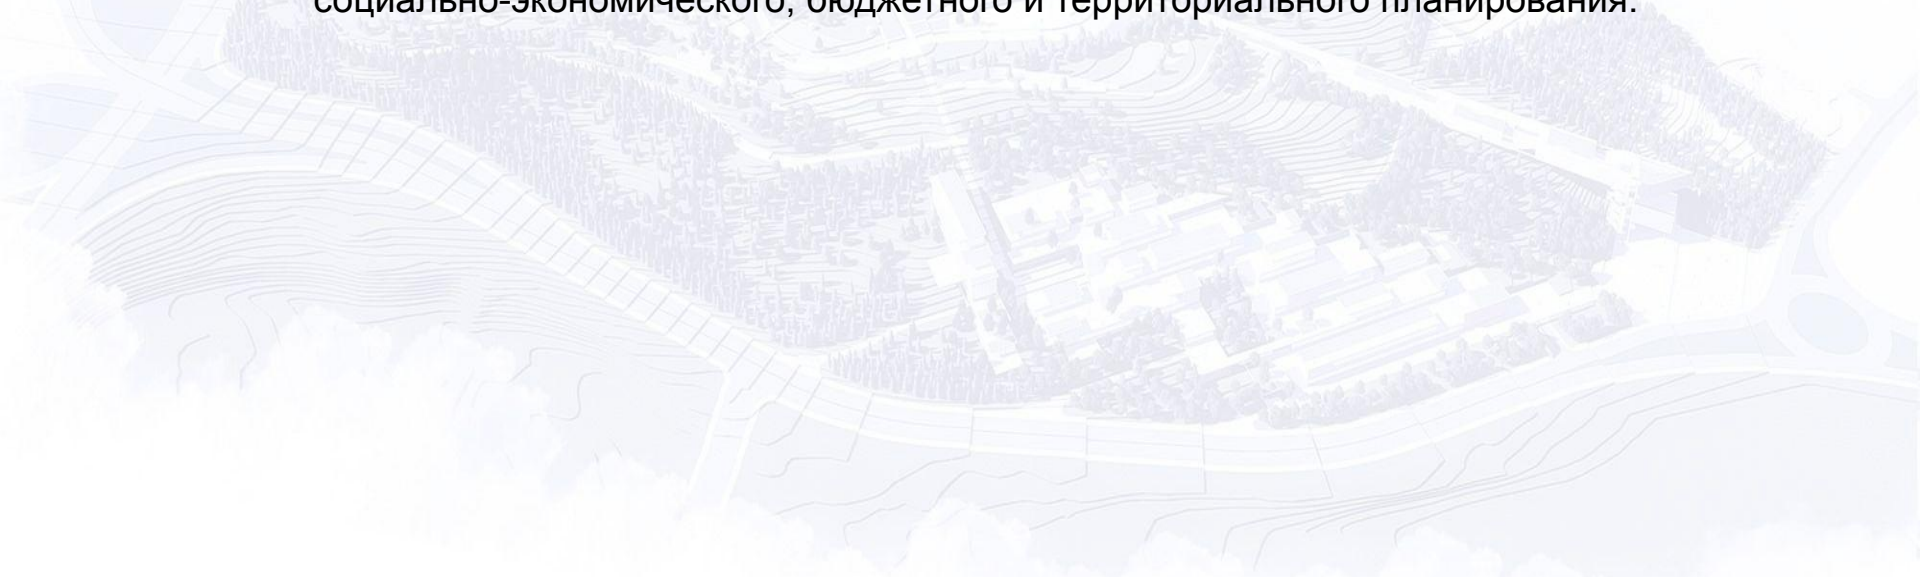 социально-экономического, бюджетного и территориального планирования.